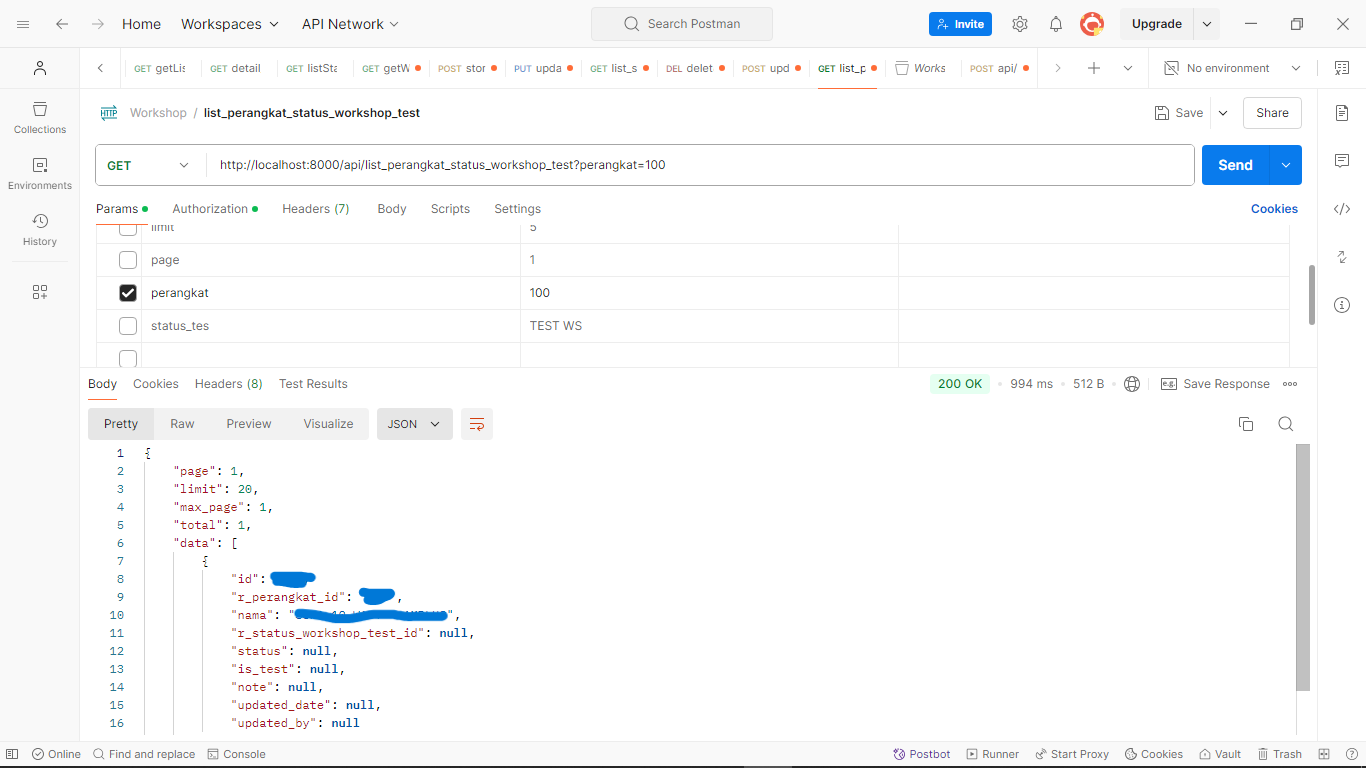 Home Workspaces API Network Search Postman Invite Upgrade
GET getLis GET detail GET listSta GET getW POST stor PUT upda GET list_s DEL delet POST upd GET list_p Works POST api/ No environment
HTTP Workshop / list_perangkat_status_workshop_test Save Share
Collections
Environments
History
GET http://localhost:8000/api/list_perangkat_status_workshop_test?perangkat=100 Send
Params Authorization Headers (7) Body Scripts Settings Cookies
limit 5
page 1
perangkat 100
status_tes TEST WS
Body Cookies Headers (8) Test Results 200 OK 994 ms 512 B e.g. Save Response
Pretty Raw Preview Visualize JSON
1 {
2 "page": 1,
3 "limit": 20,
4 "max_page": 1,
5 "total": 1,
6 "data": [
7 {
8 "id":
9 "r_perangkat_id": ,
10 "nama": " ",
11 "r_status_workshop_test_id": null,
12 "status": null,
13 "is_test": null,
14 "note": null,
15 "updated_date": null,
16 "updated_by": null
Online Find and replace Console Postbot Runner Start Proxy Cookies Vault Trash